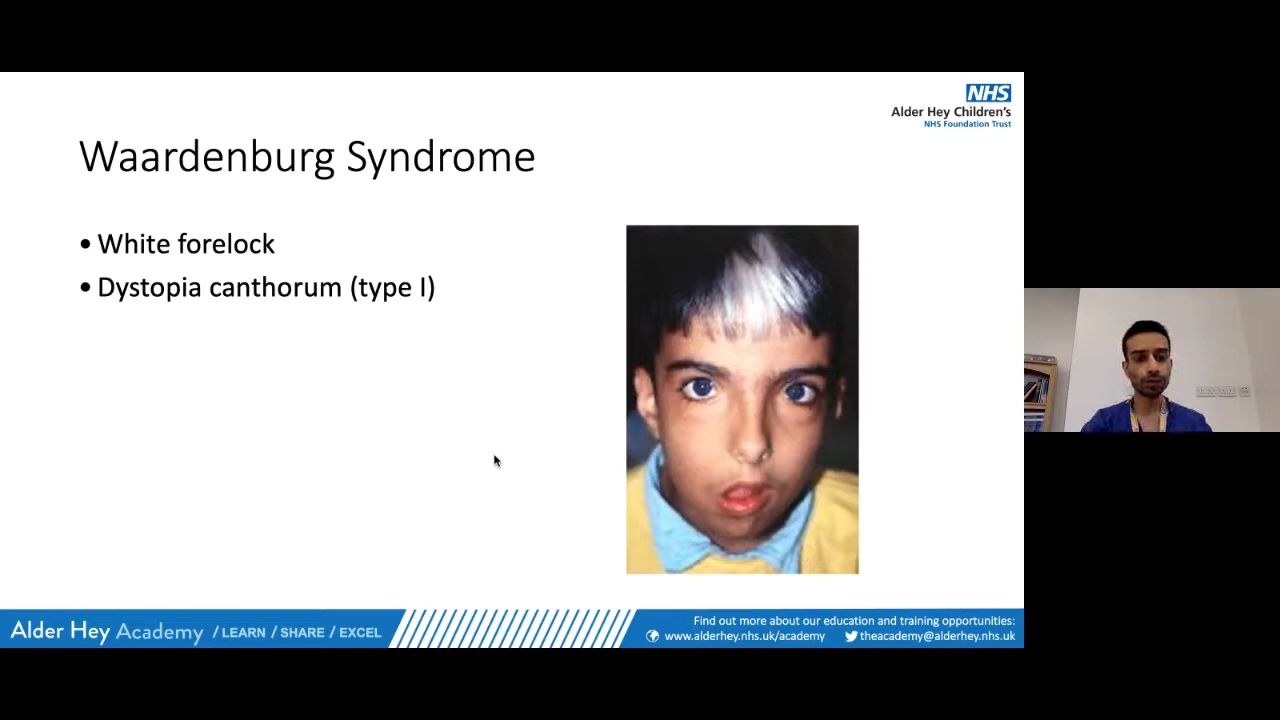 NHS
Alder Hey Children's
NHS Foundation Trust
Waardenburg Syndrome
• White forelock
• Dystopia canthorum (type I)
Alder Hey Academy / LEARN / SHARE / EXCEL
Find out more about our education and training opportunities:
www.alderhey.nhs.uk/academy theacademy@alderhey.nhs.uk